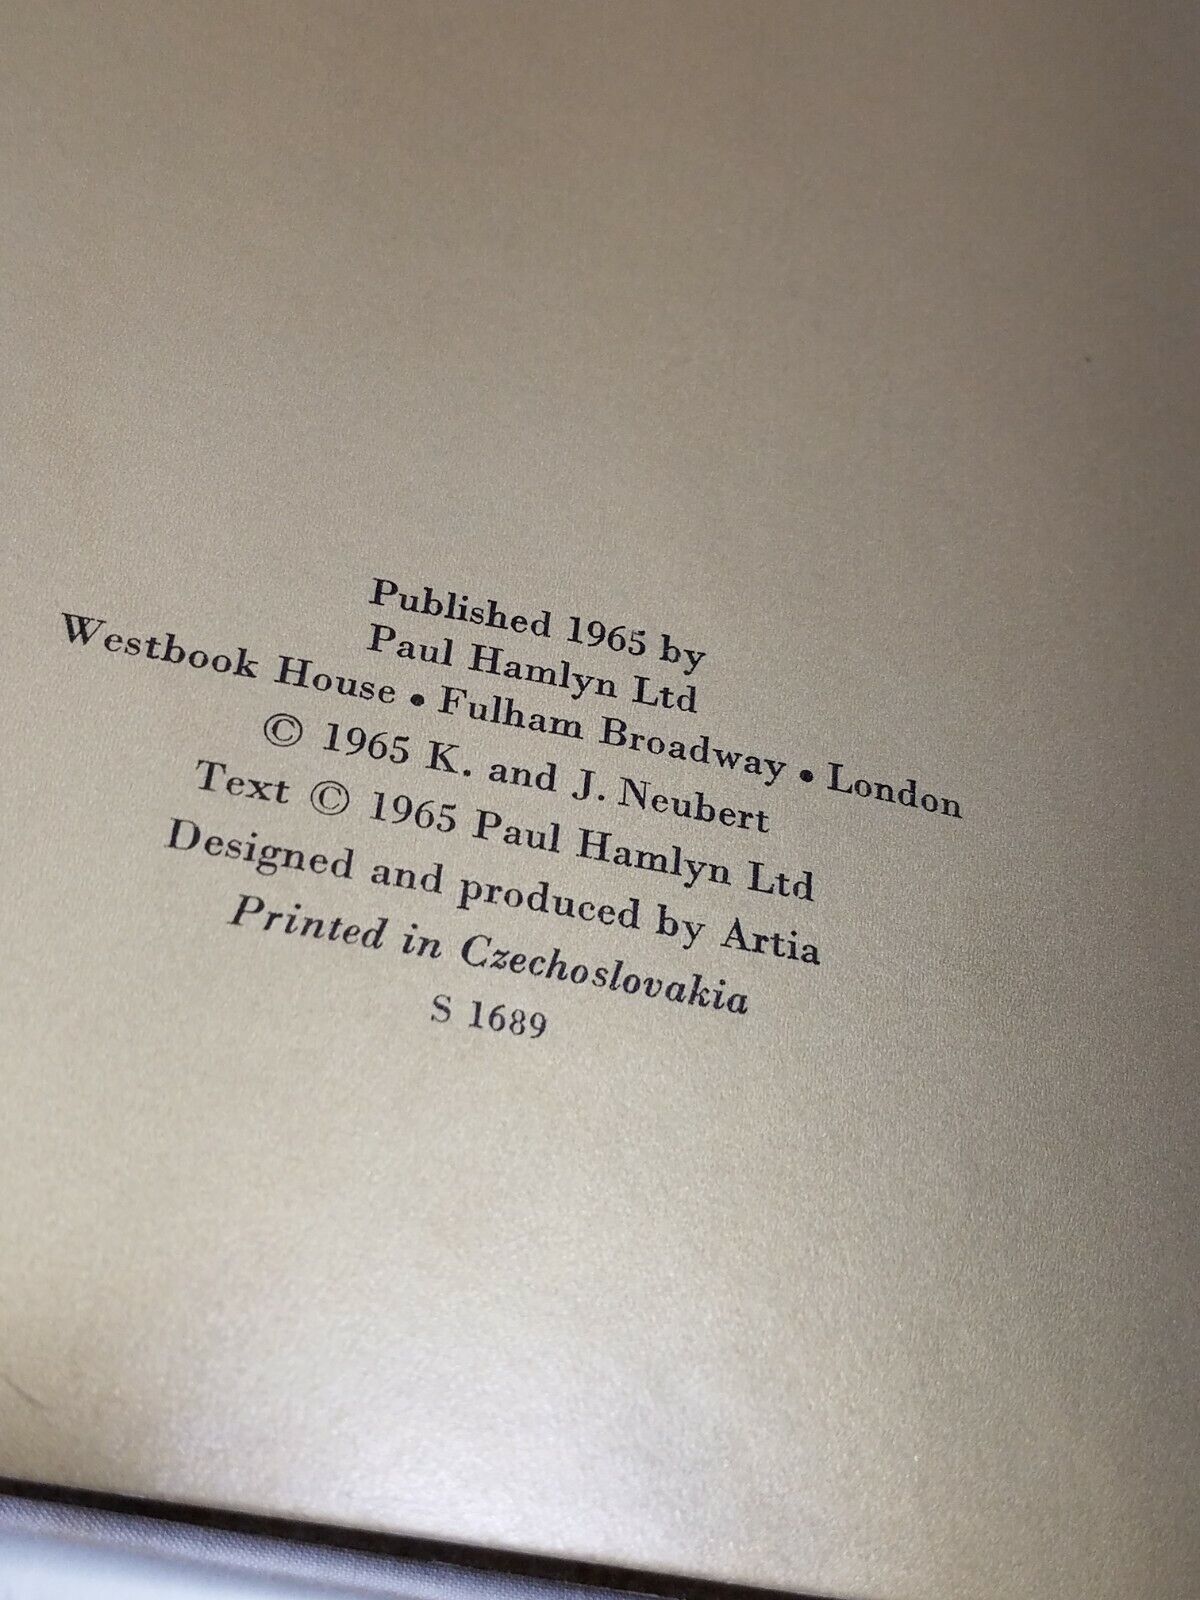 Published 1965 by
Paul Hamlyn Ltd
Westbook House • Fulham Broadway • London
© 1965 K. and J. Neubert
Text © 1965 Paul Hamlyn Ltd
Designed and produced by Artia
Printed in Czechoslovakia
S 1689